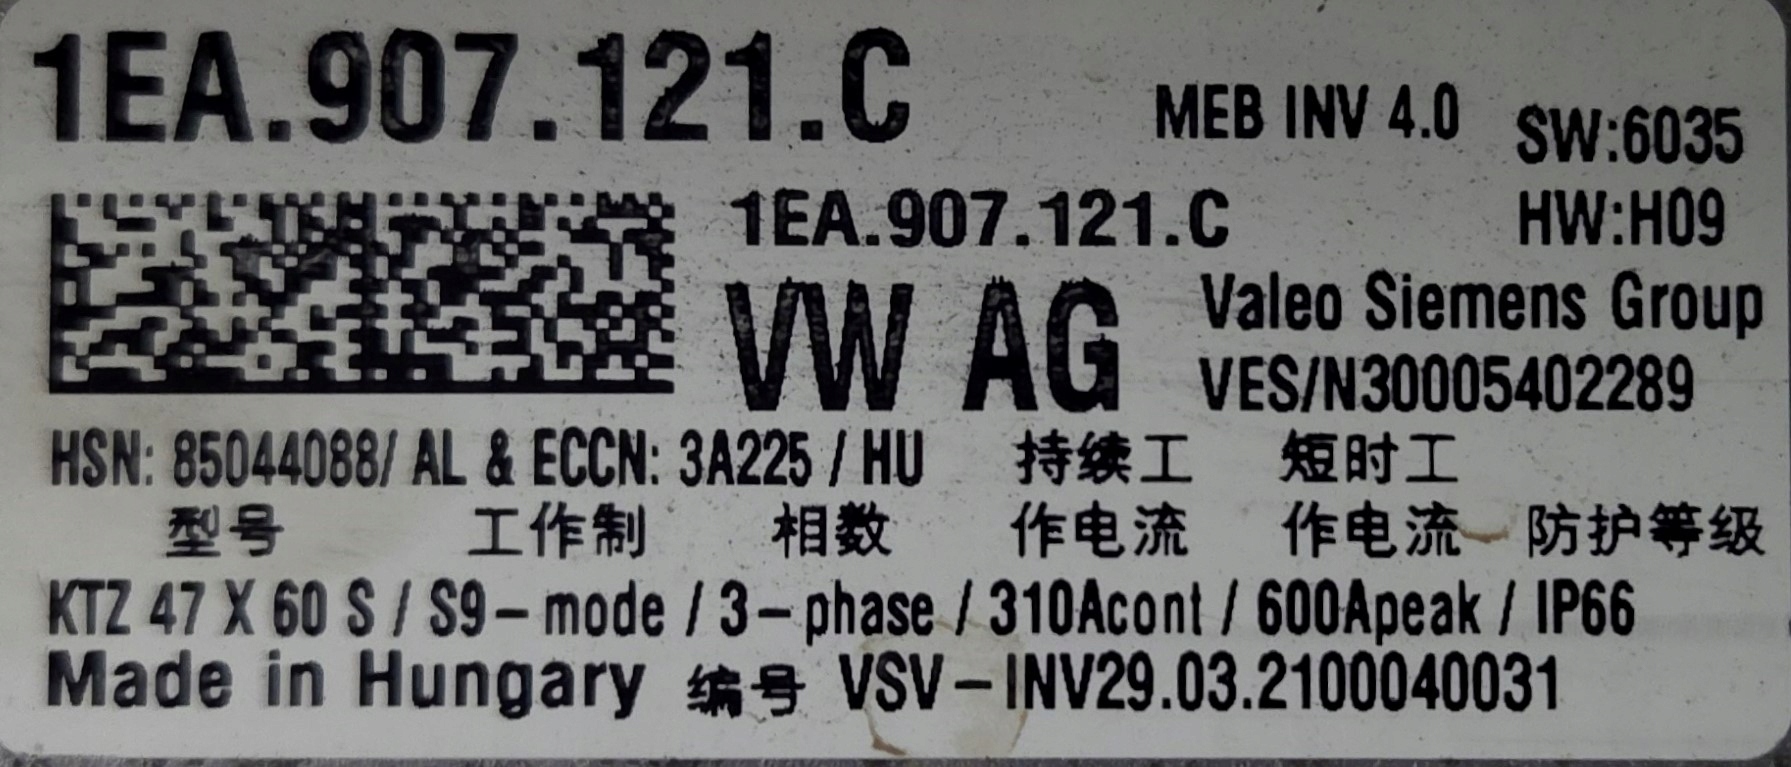 1EA.907.121.C
MEB INV 4.0
SW:6035
1EA.907.121.C
HW:H09
VW AG
Valeo Siemens Group
VES/N30005402289
HSN: 85044088/ AL & ECCN: 3A225 / HU 持续工 短时工
型号 工作制 相数 作电流 作电流 防护等级
KTZ 47 X 60 S / S9-mode / 3-phase / 310Acont / 600Apeak / IP66
Made in Hungary 编号 VSV-INV29.03.2100040031